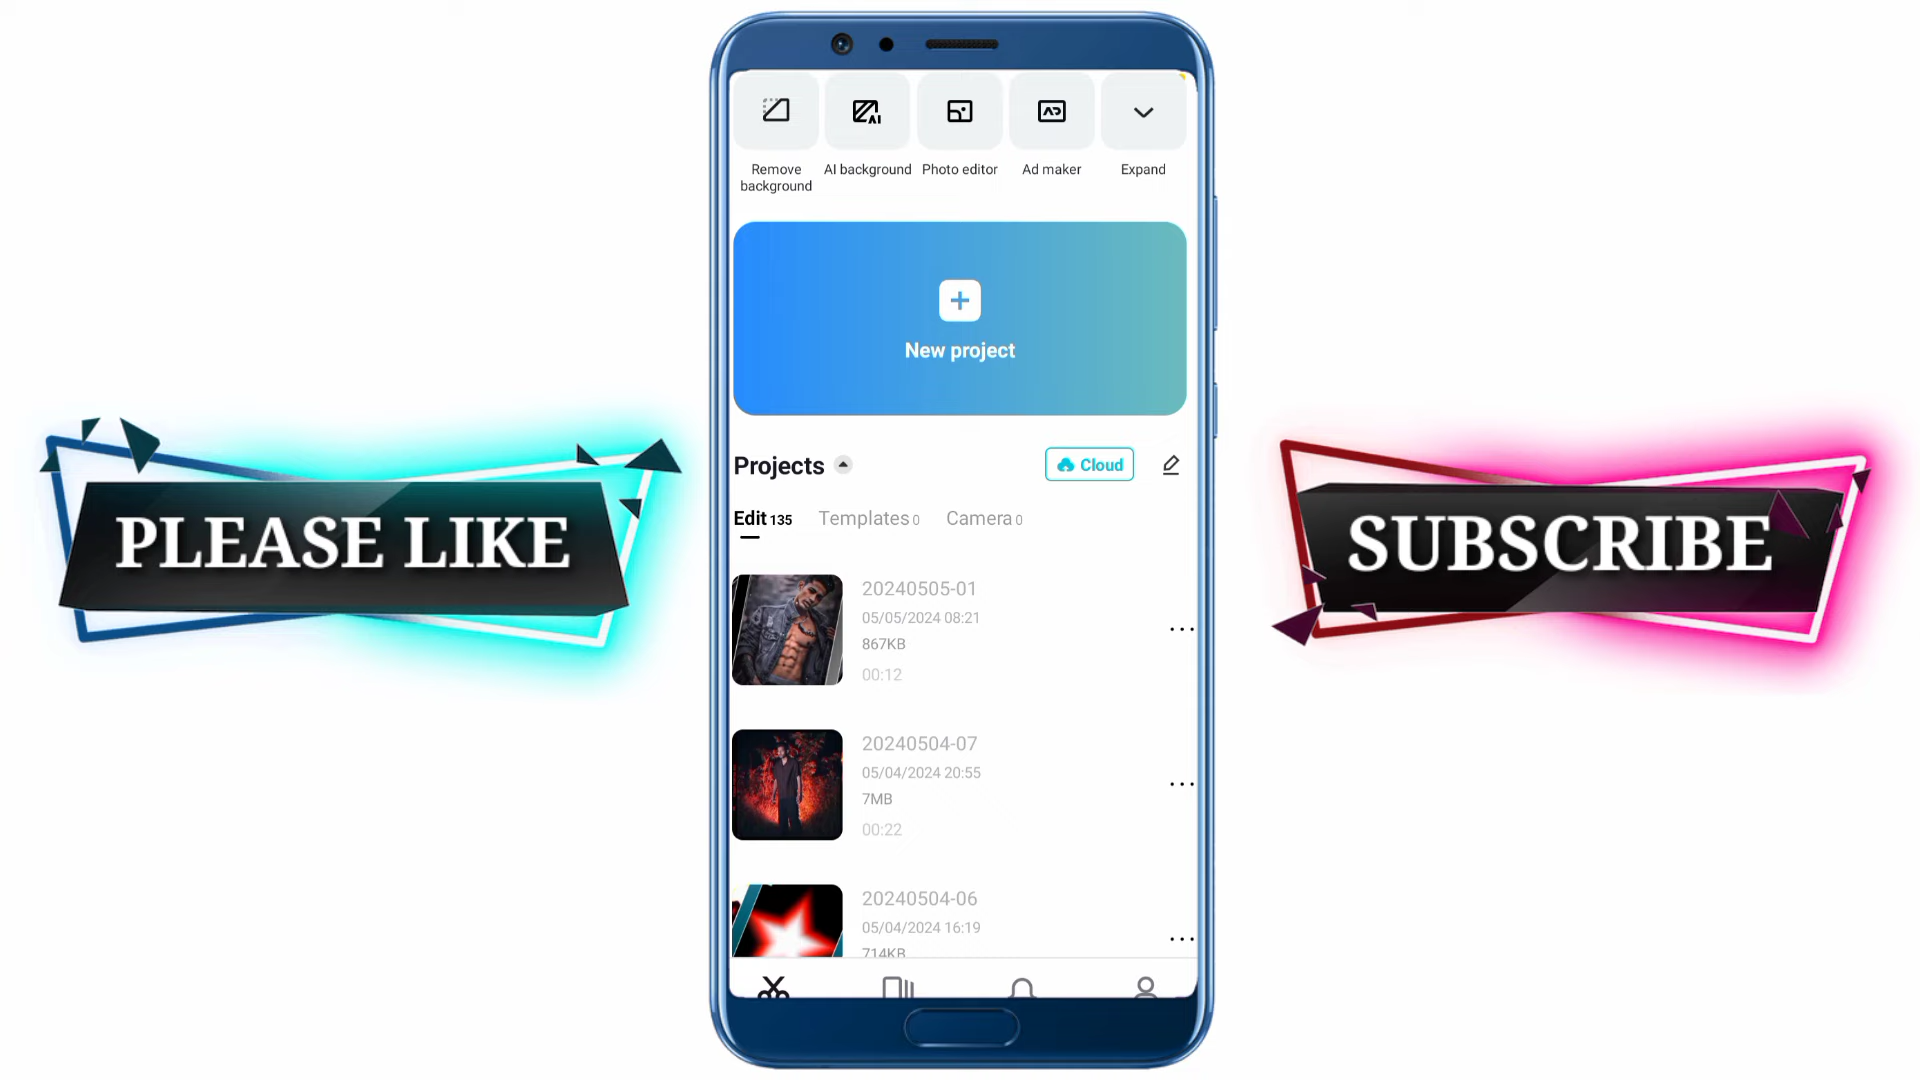 Remove
background
AI background
Photo editor
Ad maker
Expand
New project
Projects
Cloud
Edit 135
Templates 0
Camera 0
20240505-01
05/05/2024 08:21
867KB
00:12
20240504-07
05/04/2024 20:55
7MB
00:22
20240504-06
05/04/2024 16:19
714KB
PLEASE LIKE
SUBSCRIBE